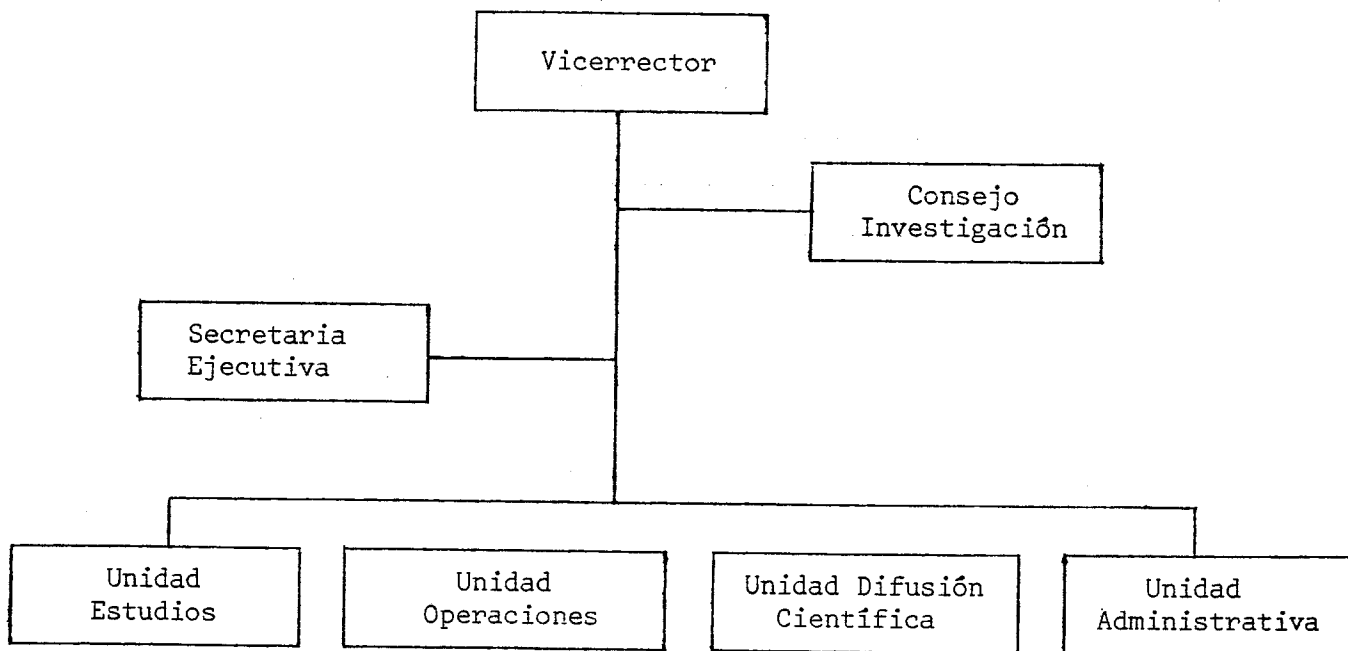 Vicerrector
Consejo
Investigación
Secretaria
Ejecutiva
Unidad
Estudios
Unidad
Operaciones
Unidad Difusión
Científica
Unidad
Administrativa